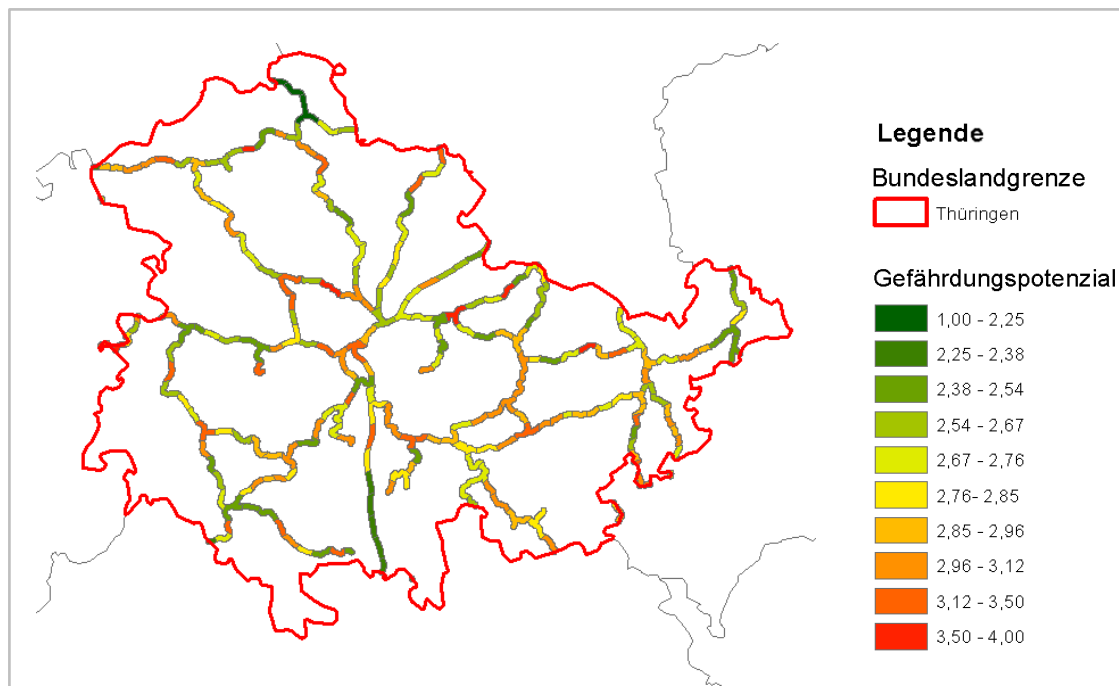 Legende
Bundeslandgrenze
Thüringen
Gefährdungspotenzial
1,00 - 2,25
2,25 - 2,38
2,38 - 2,54
2,54 - 2,67
2,67 - 2,76
2,76- 2,85
2,85 - 2,96
2,96 - 3,12
3,12 - 3,50
3,50 - 4,00